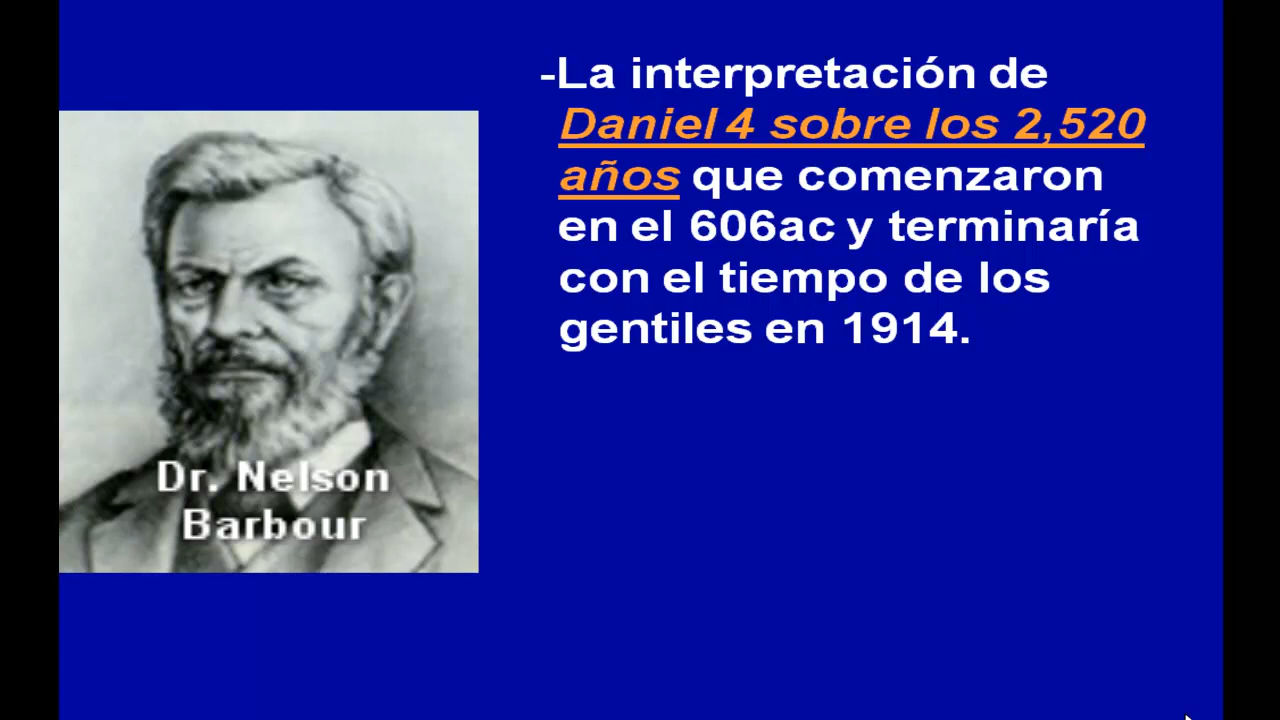 -La interpretación de
Daniel 4 sobre los 2,520
años que comenzaron
en el 606ac y terminaría
con el tiempo de los
gentiles en 1914.
Dr. Nelson
Barbour